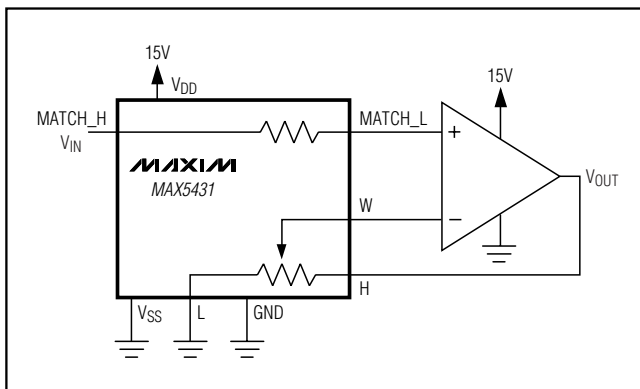 15V
VDD
15V
MATCH_H
VIN
MATCH_L
+
MAXIM
MAX5431
VOUT
W
−
H
VSS
L
GND